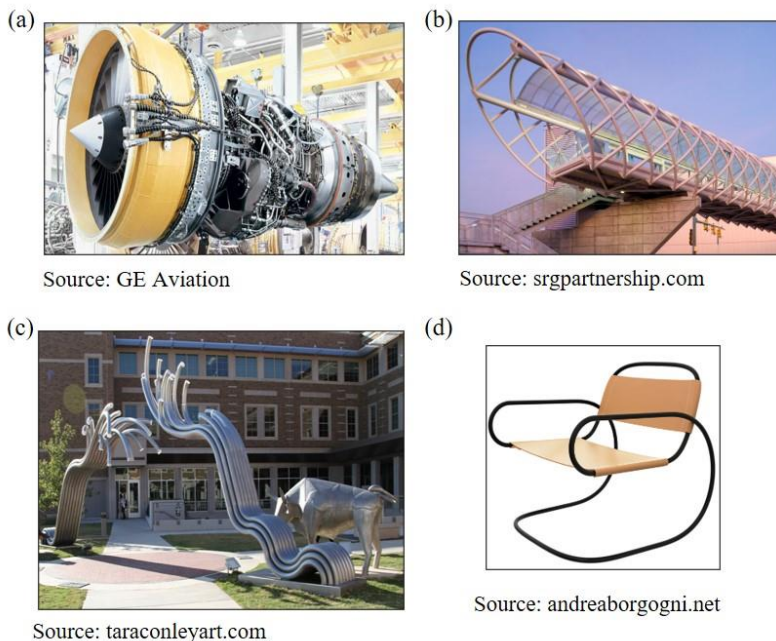 (a)
(b)
Source: GE Aviation
Source: srgpartnership.com
(c)
(d)
Source: taraconleyart.com
Source: andreaborgogni.net